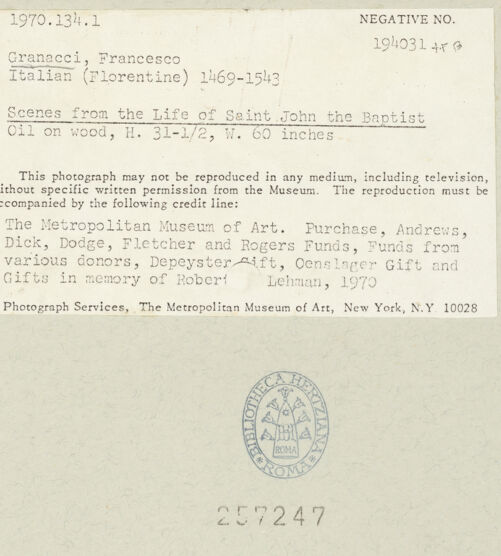 1970.134.1
NEGATIVE NO.
194031
Granacci, Francesco
Italian (Florentine) 1469-1543
Scenes from the Life of Saint John the Baptist
Oil on wood, H. 31-1/2, W. 60 inches
This photograph may not be reproduced in any medium, including television,
ithout specific written permission from the Museum. The reproduction must be
ccompanied by the following credit line:
The Metropolitan Museum of Art. Purchase, Andrews,
Dick, Dodge, Fletcher and Rogers Funds, Funds from
various donors, Depeyster Gift, Oenslager Gift and
Gifts in memory of Robert Lehman, 1970
Photograph Services, The Metropolitan Museum of Art, New York, N.Y. 10028
BIBLIOTHECA HERTZIANA
ROMA
*ROMA*
257247